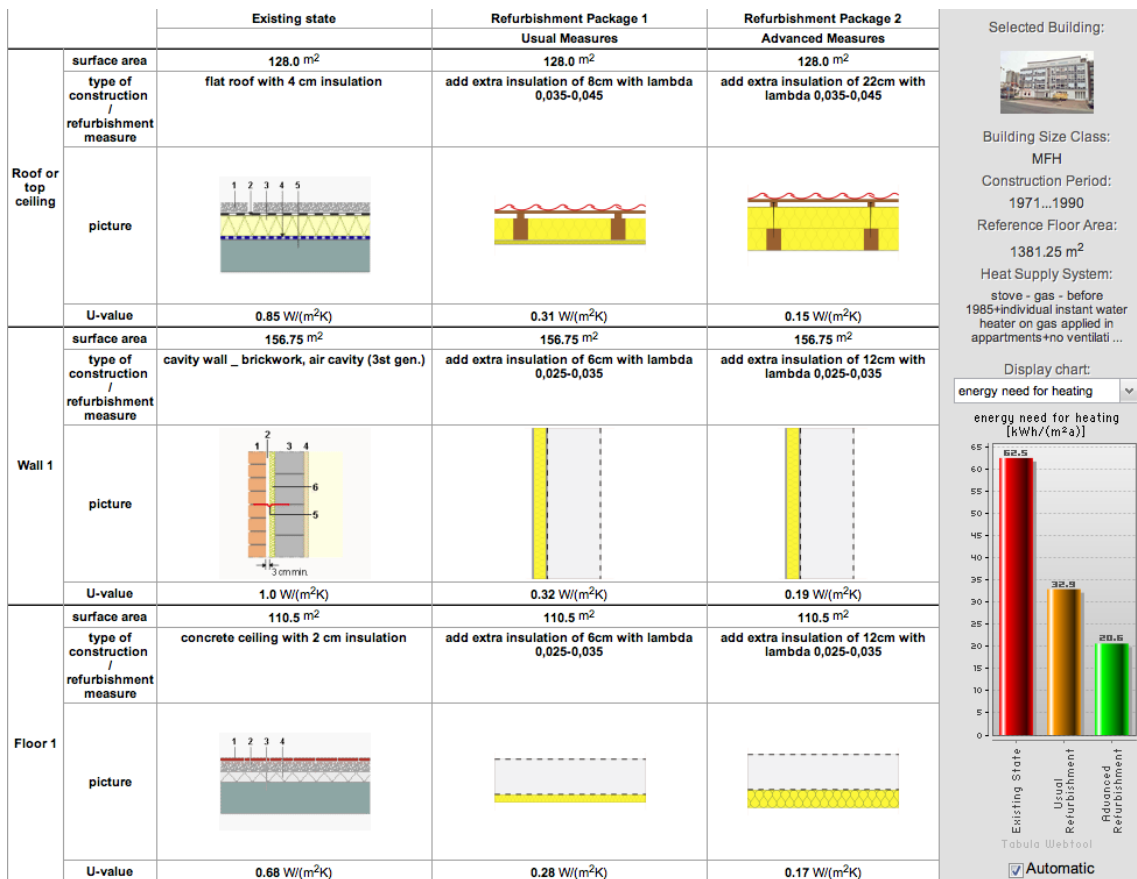 Existing state
Refurbishment Package 1
Refurbishment Package 2
Usual Measures
Advanced Measures
Roof or
top
ceiling
surface area
128.0 m2
128.0 m2
128.0 m2
type of
construction
/
refurbishment
measure
flat roof with 4 cm insulation
add extra insulation of 8cm with lambda
0,035-0,045
add extra insulation of 22cm with
lambda 0,035-0,045
picture
1 2 3 4 5
U-value
0.85 W/(m2K)
0.31 W/(m2K)
0.15 W/(m2K)
Wall 1
surface area
156.75 m2
156.75 m2
156.75 m2
type of
construction
/
refurbishment
measure
cavity wall _ brickwork, air cavity (3st gen.)
add extra insulation of 6cm with lambda
0,025-0,035
add extra insulation of 12cm with
lambda 0,025-0,035
picture
2
1 3 4
6
5
3 cm min.
U-value
1.0 W/(m2K)
0.32 W/(m2K)
0.19 W/(m2K)
Floor 1
surface area
110.5 m2
110.5 m2
110.5 m2
type of
construction
/
refurbishment
measure
concrete ceiling with 2 cm insulation
add extra insulation of 6cm with lambda
0,025-0,035
add extra insulation of 12cm with
lambda 0,025-0,035
picture
1 2 3 4
U-value
0.68 W/(m2K)
0.28 W/(m2K)
0.17 W/(m2K)
Selected Building:
Building Size Class:
MFH
Construction Period:
1971...1990
Reference Floor Area:
1381.25 m2
Heat Supply System:
stove - gas - before
1985+individual instant water
heater on gas applied in
appartments+no ventilati ...
Display chart:
energy need for heating
energy need for heating
[kWh/(m²a)]
65
60
55
50
45
40
35
30
25
20
15
10
5
0
62.5
32.9
20.6
Existing State
Usual
Refurbishment
Advanced
Refurbishment
Tabula Webtool
Automatic